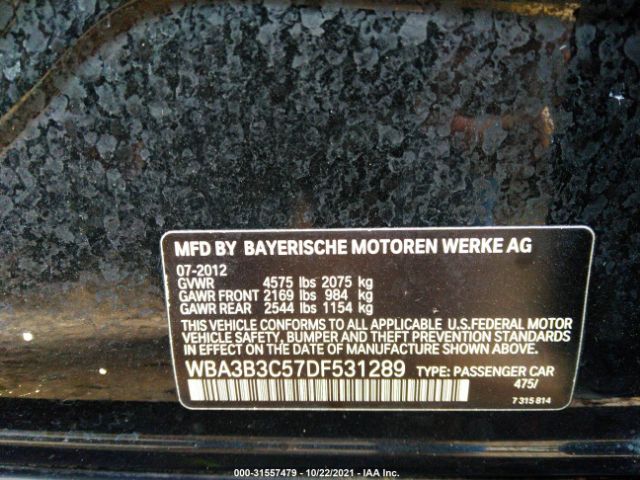 MFD BY BAYERISCHE MOTOREN WERKE AG
07-2012
GVWR 4575 lbs 2075 kg
GAWR FRONT 2169 lbs 984 kg
GAWR REAR 2544 lbs 1154 kg
THIS VEHICLE CONFORMS TO ALL APPLICABLE U.S.FEDERAL MOTOR
VEHICLE SAFETY, BUMPER, AND THEFT PREVENTION STANDARDS
IN EFFECT ON THE DATE OF MANUFACTURE SHOWN ABOVE.
WBA3B3C57DF531289 TYPE: PASSENGER CAR
475/
7 315 814
000-31557479 - 10/22/2021 - IAA Inc.